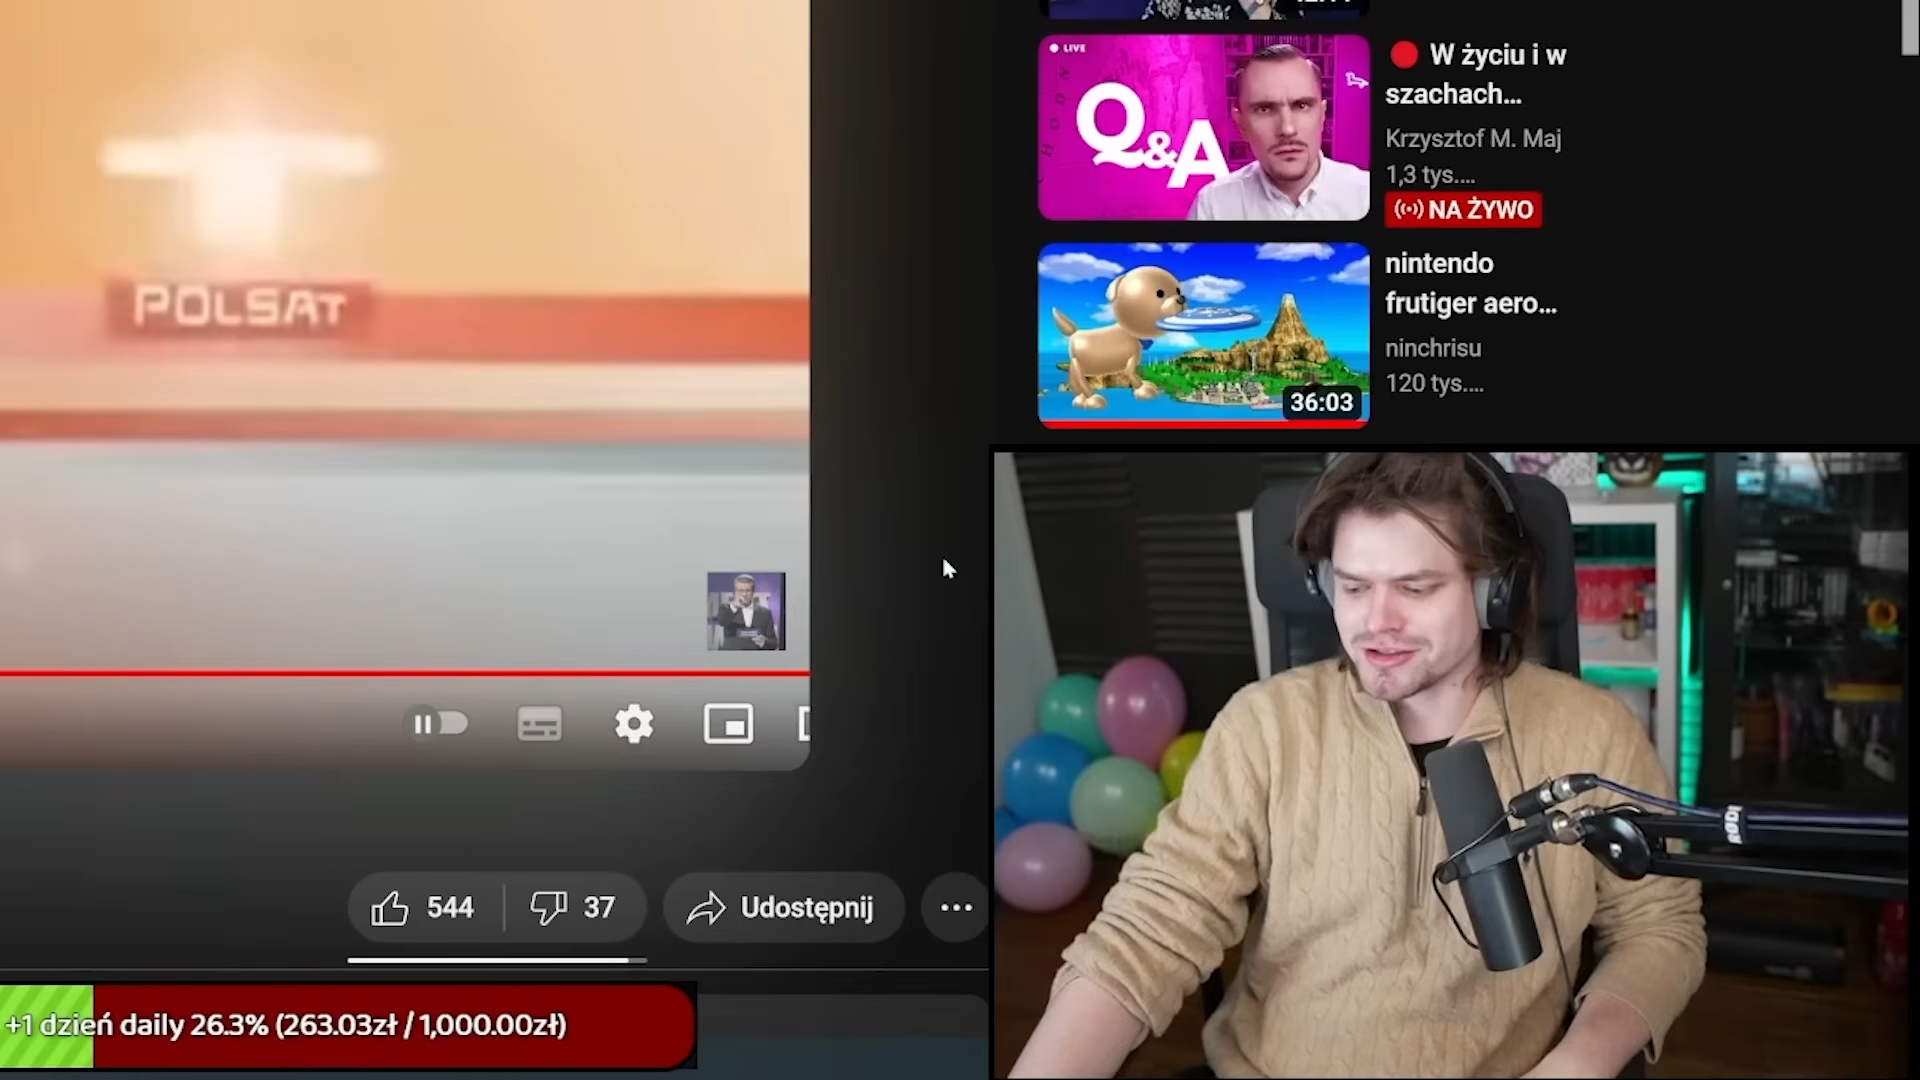 POLSAT
LIVE
Q&A
🔴 W życiu i w
szachach...
Krzysztof M. Maj
1,3 tys....
NA ŻYWO
nintendo
frutiger aero...
ninchrisu
120 tys....
36:03
544
37
Udostępnij
+1 dzień daily 26.3% (263.03zł / 1,000.00zł)